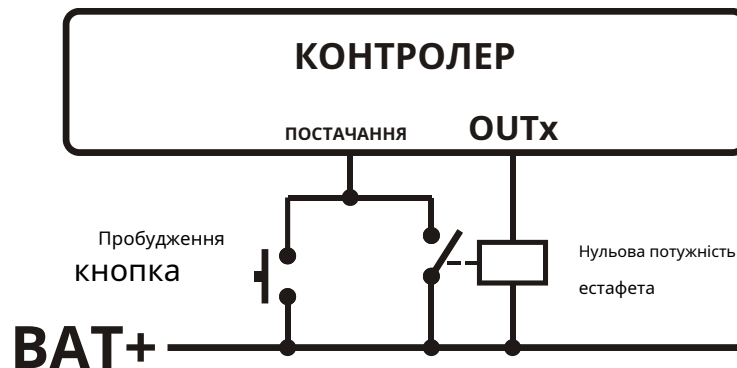 КОНТРОЛЕР
ПОСТАЧАННЯ
OUTx
Пробудження
кнопка
Нульова потужність
естафета
BAT+